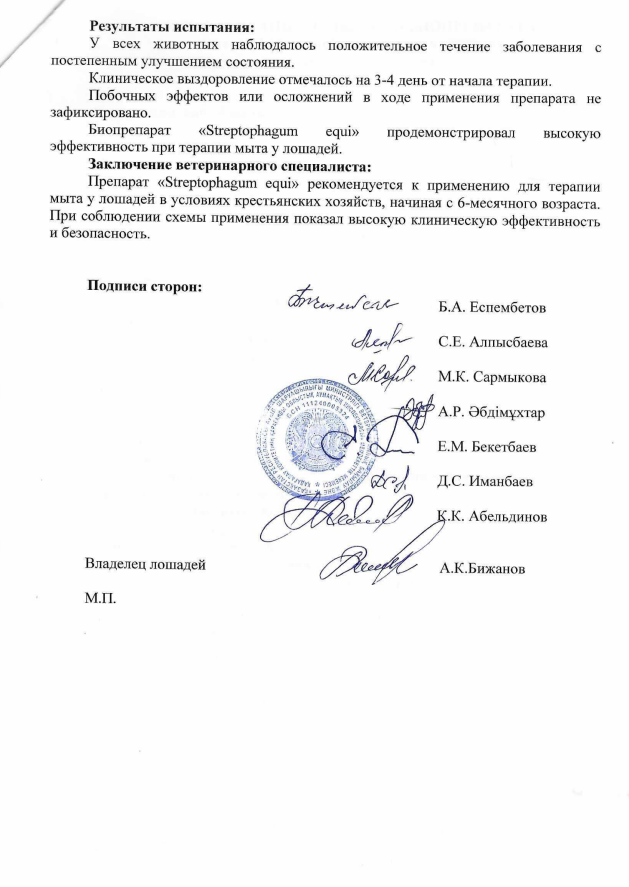 Результаты испытания:
У всех животных наблюдалось положительное течение заболевания с
постепенным улучшением состояния.
Клиническое выздоровление отмечалось на 3-4 день от начала терапии.
Побочных эффектов или осложнений в ходе применения препарата не
зафиксировано.
Биопрепарат «Streptophagum equi» продемонстрировал высокую
эффективность при терапии мыта у лошадей.
Заключение ветеринарного специалиста:
Препарат «Streptophagum equi» рекомендуется к применению для терапии
мыта у лошадей в условиях крестьянских хозяйств, начиная с 6-месячного возраста.
При соблюдении схемы применения показал высокую клиническую эффективность
и безопасность.
Подписи сторон:
Б.А. Еспембетов
С.Е. Алпысбаева
М.К. Сармыкова
А.Р. Әбдімұхтар
Е.М. Бекетбаев
Д.С. Иманбаев
К.К. Абельдинов
Владелец лошадей А.К.Бижанов
М.П.